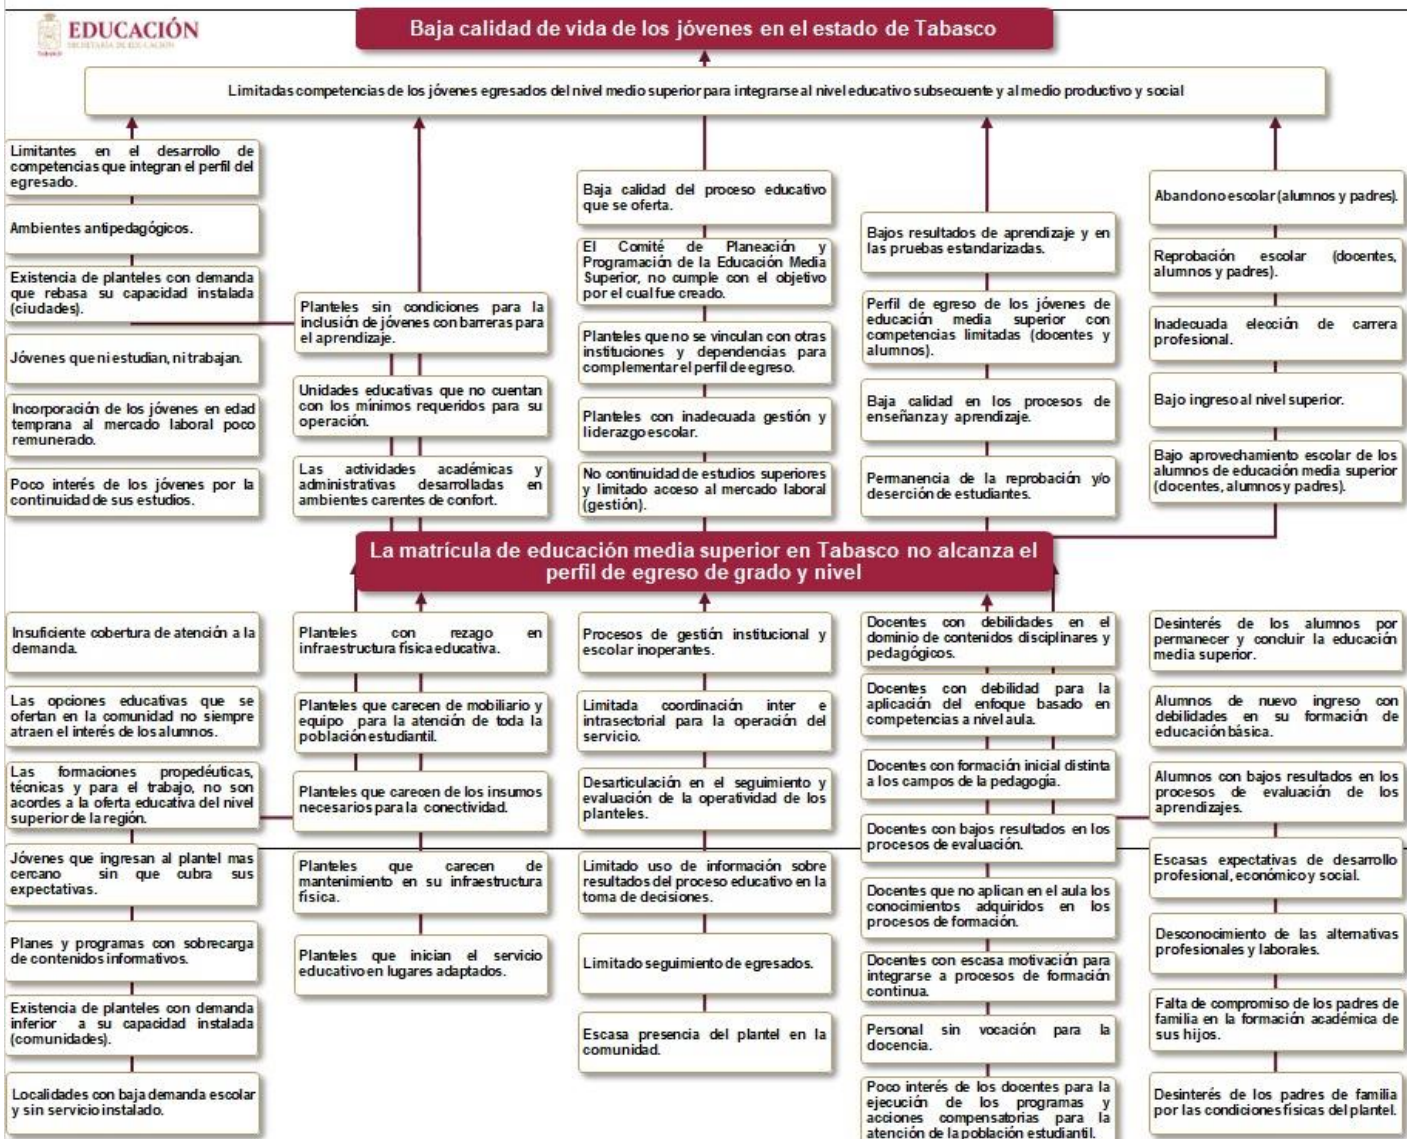 EDUCACIÓN
SECRETARÍA DE EDUCACIÓN
TABASCO
Baja calidad de vida de los jóvenes en el estado de Tabasco
Limitadas competencias de los jóvenes egresados del nivel medio superior para integrarse al nivel educativo subsecuente y al medio productivo y social
Limitantes en el desarrollo de
competencias que integran el perfil del
egresado.
Ambientes antipedagógicos.
Existencia de planteles con demanda
que rebasa su capacidad instalada
(ciudades).
Jóvenes que ni estudian, ni trabajan.
Incorporación de los jóvenes en edad
temprana al mercado laboral poco
remunerado.
Poco interés de los jóvenes por la
continuidad de sus estudios.
Planteles sin condiciones para la
inclusión de jóvenes con barreras para
el aprendizaje.
Unidades educativas que no cuentan
con los mínimos requeridos para su
operación.
Las actividades académicas y
administrativas desarrolladas en
ambientes carentes de confort.
Baja calidad del proceso educativo
que se oferta.
El Comité de Planeación y
Programación de la Educación Media
Superior, no cumple con el objetivo
por el cual fue creado.
Planteles que no se vinculan con otras
instituciones y dependencias para
complementar el perfil de egreso.
Planteles con inadecuada gestión y
liderazgo escolar.
No continuidad de estudios superiores
y limitado acceso al mercado laboral
(gestión).
Bajos resultados de aprendizaje y en
las pruebas estandarizadas.
Perfil de egreso de los jóvenes de
educación media superior con
competencias limitadas (docentes y
alumnos).
Baja calidad en los procesos de
enseñanza y aprendizaje.
Permanencia de la reprobación y/o
deserción de estudiantes.
Abandono escolar (alumnos y padres).
Reprobación escolar (docentes,
alumnos y padres).
Inadecuada elección de carrera
profesional.
Bajo ingreso al nivel superior.
Bajo aprovechamiento escolar de los
alumnos de educación media superior
(docentes, alumnos y padres).
La matrícula de educación media superior en Tabasco no alcanza el
perfil de egreso de grado y nivel
Insuficiente cobertura de atención a la
demanda.
Las opciones educativas que se
ofertan en la comunidad no siempre
atraen el interés de los alumnos.
Las formaciones propedéuticas,
técnicas y para el trabajo, no son
acordes a la oferta educativa del nivel
superior de la región.
Jóvenes que ingresan al plantel mas
cercano sin que cubra sus
expectativas.
Planes y programas con sobrecarga
de contenidos informativos.
Existencia de planteles con demanda
inferior a su capacidad instalada
(comunidades).
Localidades con baja demanda escolar
y sin servicio instalado.
Planteles con rezago en
infraestructura física educativa.
Planteles que carecen de mobiliario y
equipo para la atención de toda la
población estudiantil.
Planteles que carecen de los insumos
necesarios para la conectividad.
Planteles que carecen de
mantenimiento en su infraestructura
física.
Planteles que inician el servicio
educativo en lugares adaptados.
Procesos de gestión institucional y
escolar inoperantes.
Limitada coordinación inter e
intrasectorial para la operación del
servicio.
Desarticulación en el seguimiento y
evaluación de la operatividad de los
planteles.
Limitado uso de información sobre
resultados del proceso educativo en la
toma de decisiones.
Limitado seguimiento de egresados.
Escasa presencia del plantel en la
comunidad.
Docentes con debilidades en el
dominio de contenidos disciplinares y
pedagógicos.
Docentes con debilidad para la
aplicación del enfoque basado en
competencias a nivel aula.
Docentes con formación inicial distinta
a los campos de la pedagogía.
Docentes con bajos resultados en los
procesos de evaluación.
Docentes que no aplican en el aula los
conocimientos adquiridos en los
procesos de formación.
Docentes con escasa motivación para
integrarse a procesos de formación
continua.
Personal sin vocación para la
docencia.
Poco interés de los docentes para la
ejecución de los programas y
acciones compensatorias para la
atención de la población estudiantil.
Desinterés de los alumnos por
permanecer y concluir la educación
media superior.
Alumnos de nuevo ingreso con
debilidades en su formación de
educación básica.
Alumnos con bajos resultados en los
procesos de evaluación de los
aprendizajes.
Escasas expectativas de desarrollo
profesional, económico y social.
Desconocimiento de las alternativas
profesionales y laborales.
Falta de compromiso de los padres de
familia en la formación académica de
sus hijos.
Desinterés de los padres de familia
por las condiciones físicas del plantel.